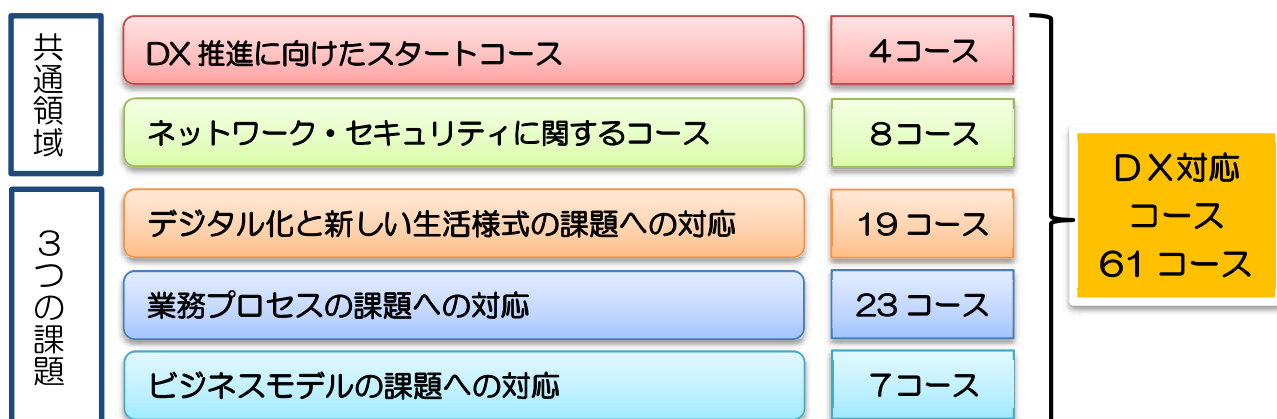 共通領域
DX 推進に向けたスタートコース
4コース
ネットワーク・セキュリティに関するコース
8コース
3つの課題
デジタル化と新しい生活様式の課題への対応
19 コース
業務プロセスの課題への対応
23 コース
ビジネスモデルの課題への対応
7コース
DX対応
コース
61 コース